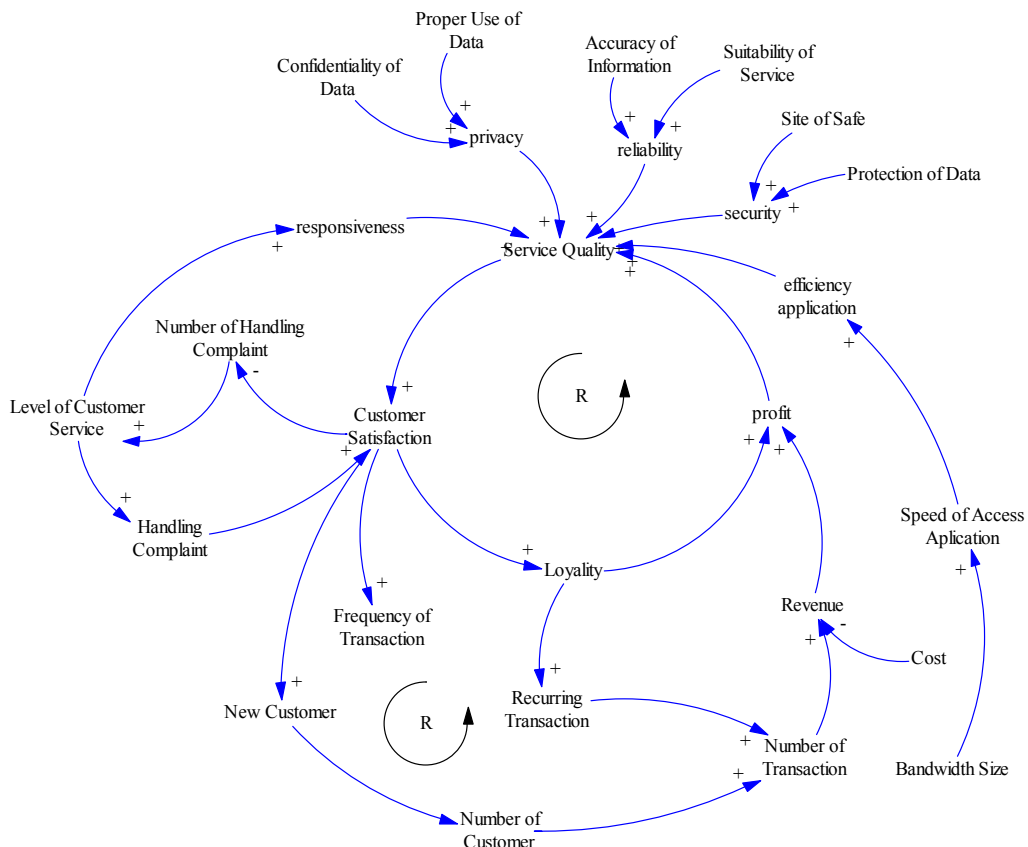 Proper Use of
Data
Confidentiality of
Data
Accuracy of
Information
Suitability of
Service
Site of Safe
Protection of Data
privacy
+
+
reliability
+
+
security
+
+
responsiveness
+
Service Quality
+
+
+
+
+
+
efficiency
application
+
Number of Handling
Complaint
-
Level of Customer
Service
+
Customer
Satisfaction
+
+
R
profit
+
+
Handling
Complaint
+
Speed of Access
Aplication
+
Loyality
+
Frequency of
Transaction
+
Revenue
+
-
Cost
New Customer
+
R
Recurring
Transaction
+
Number of
Transaction
+
+
Bandwidth Size
Number of
Customer